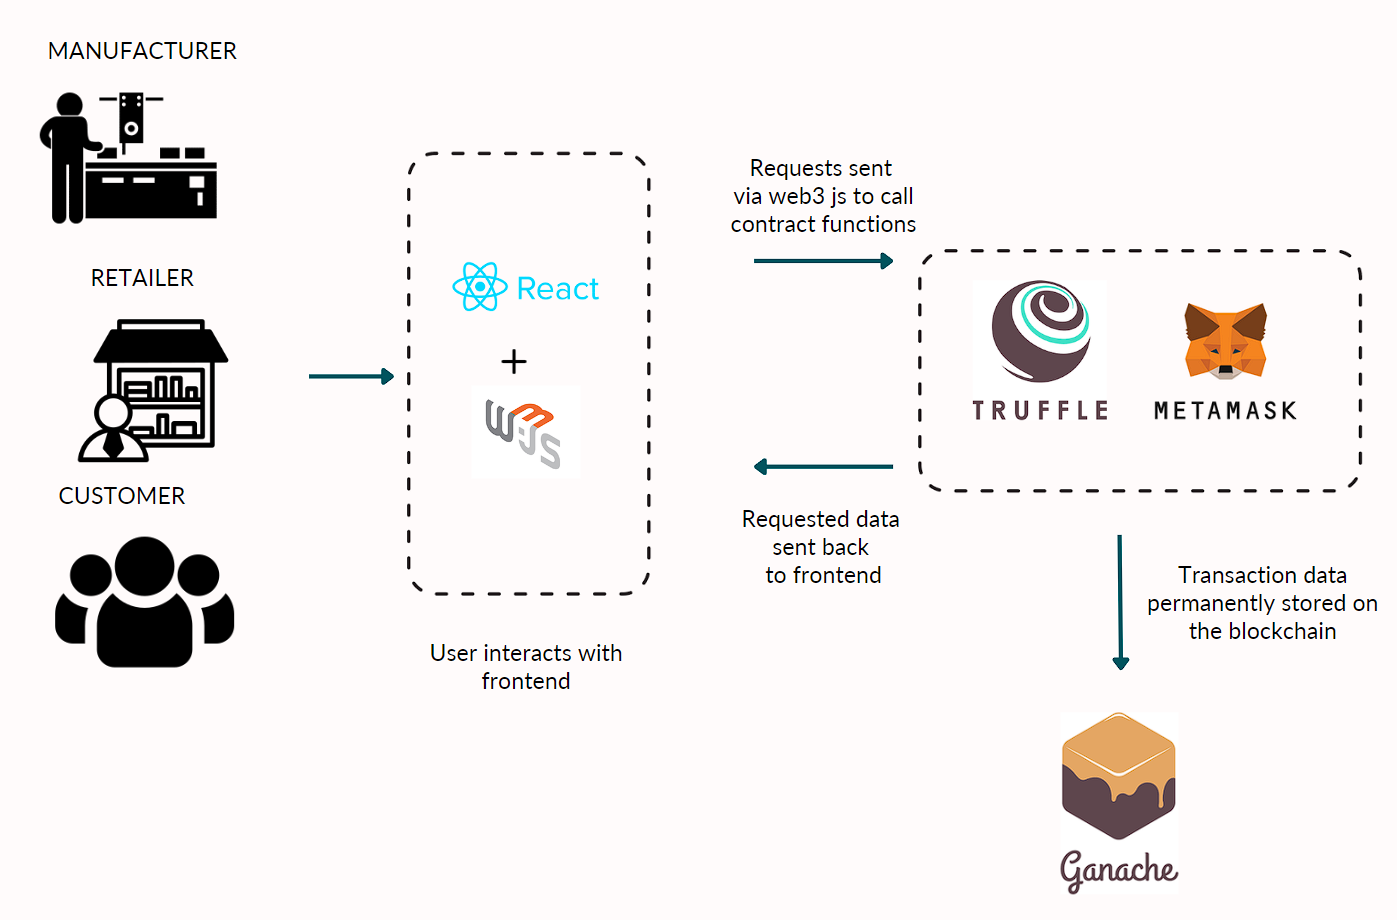 MANUFACTURER
RETAILER
CUSTOMER
React
+
W3JS
User interacts with
frontend
Requests sent
via web3 js to call
contract functions
Requested data
sent back
to frontend
TRUFFLE
METAMASK
Transaction data
permanently stored on
the blockchain
Ganache